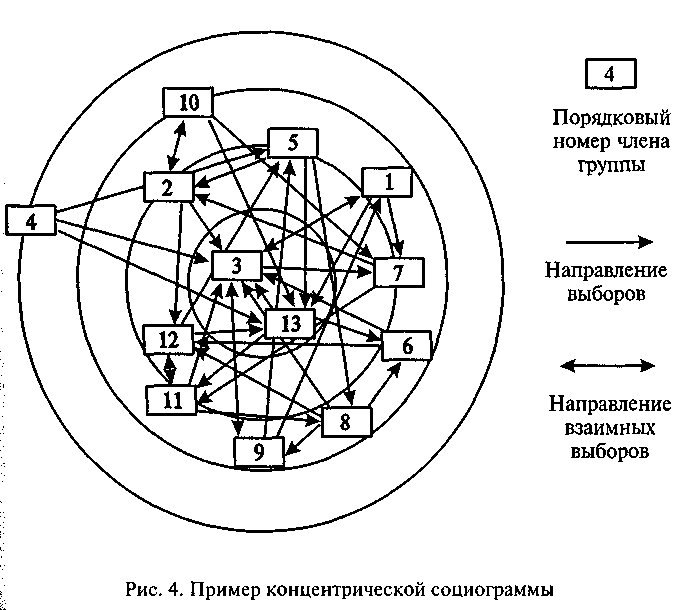 10
5
2
1
4
3
7
13
12
6
11
8
9
4
Порядковый
номер члена
группы
Направление
выборов
Направление
взаимных
выборов
Рис. 4. Пример концентрической социограммы